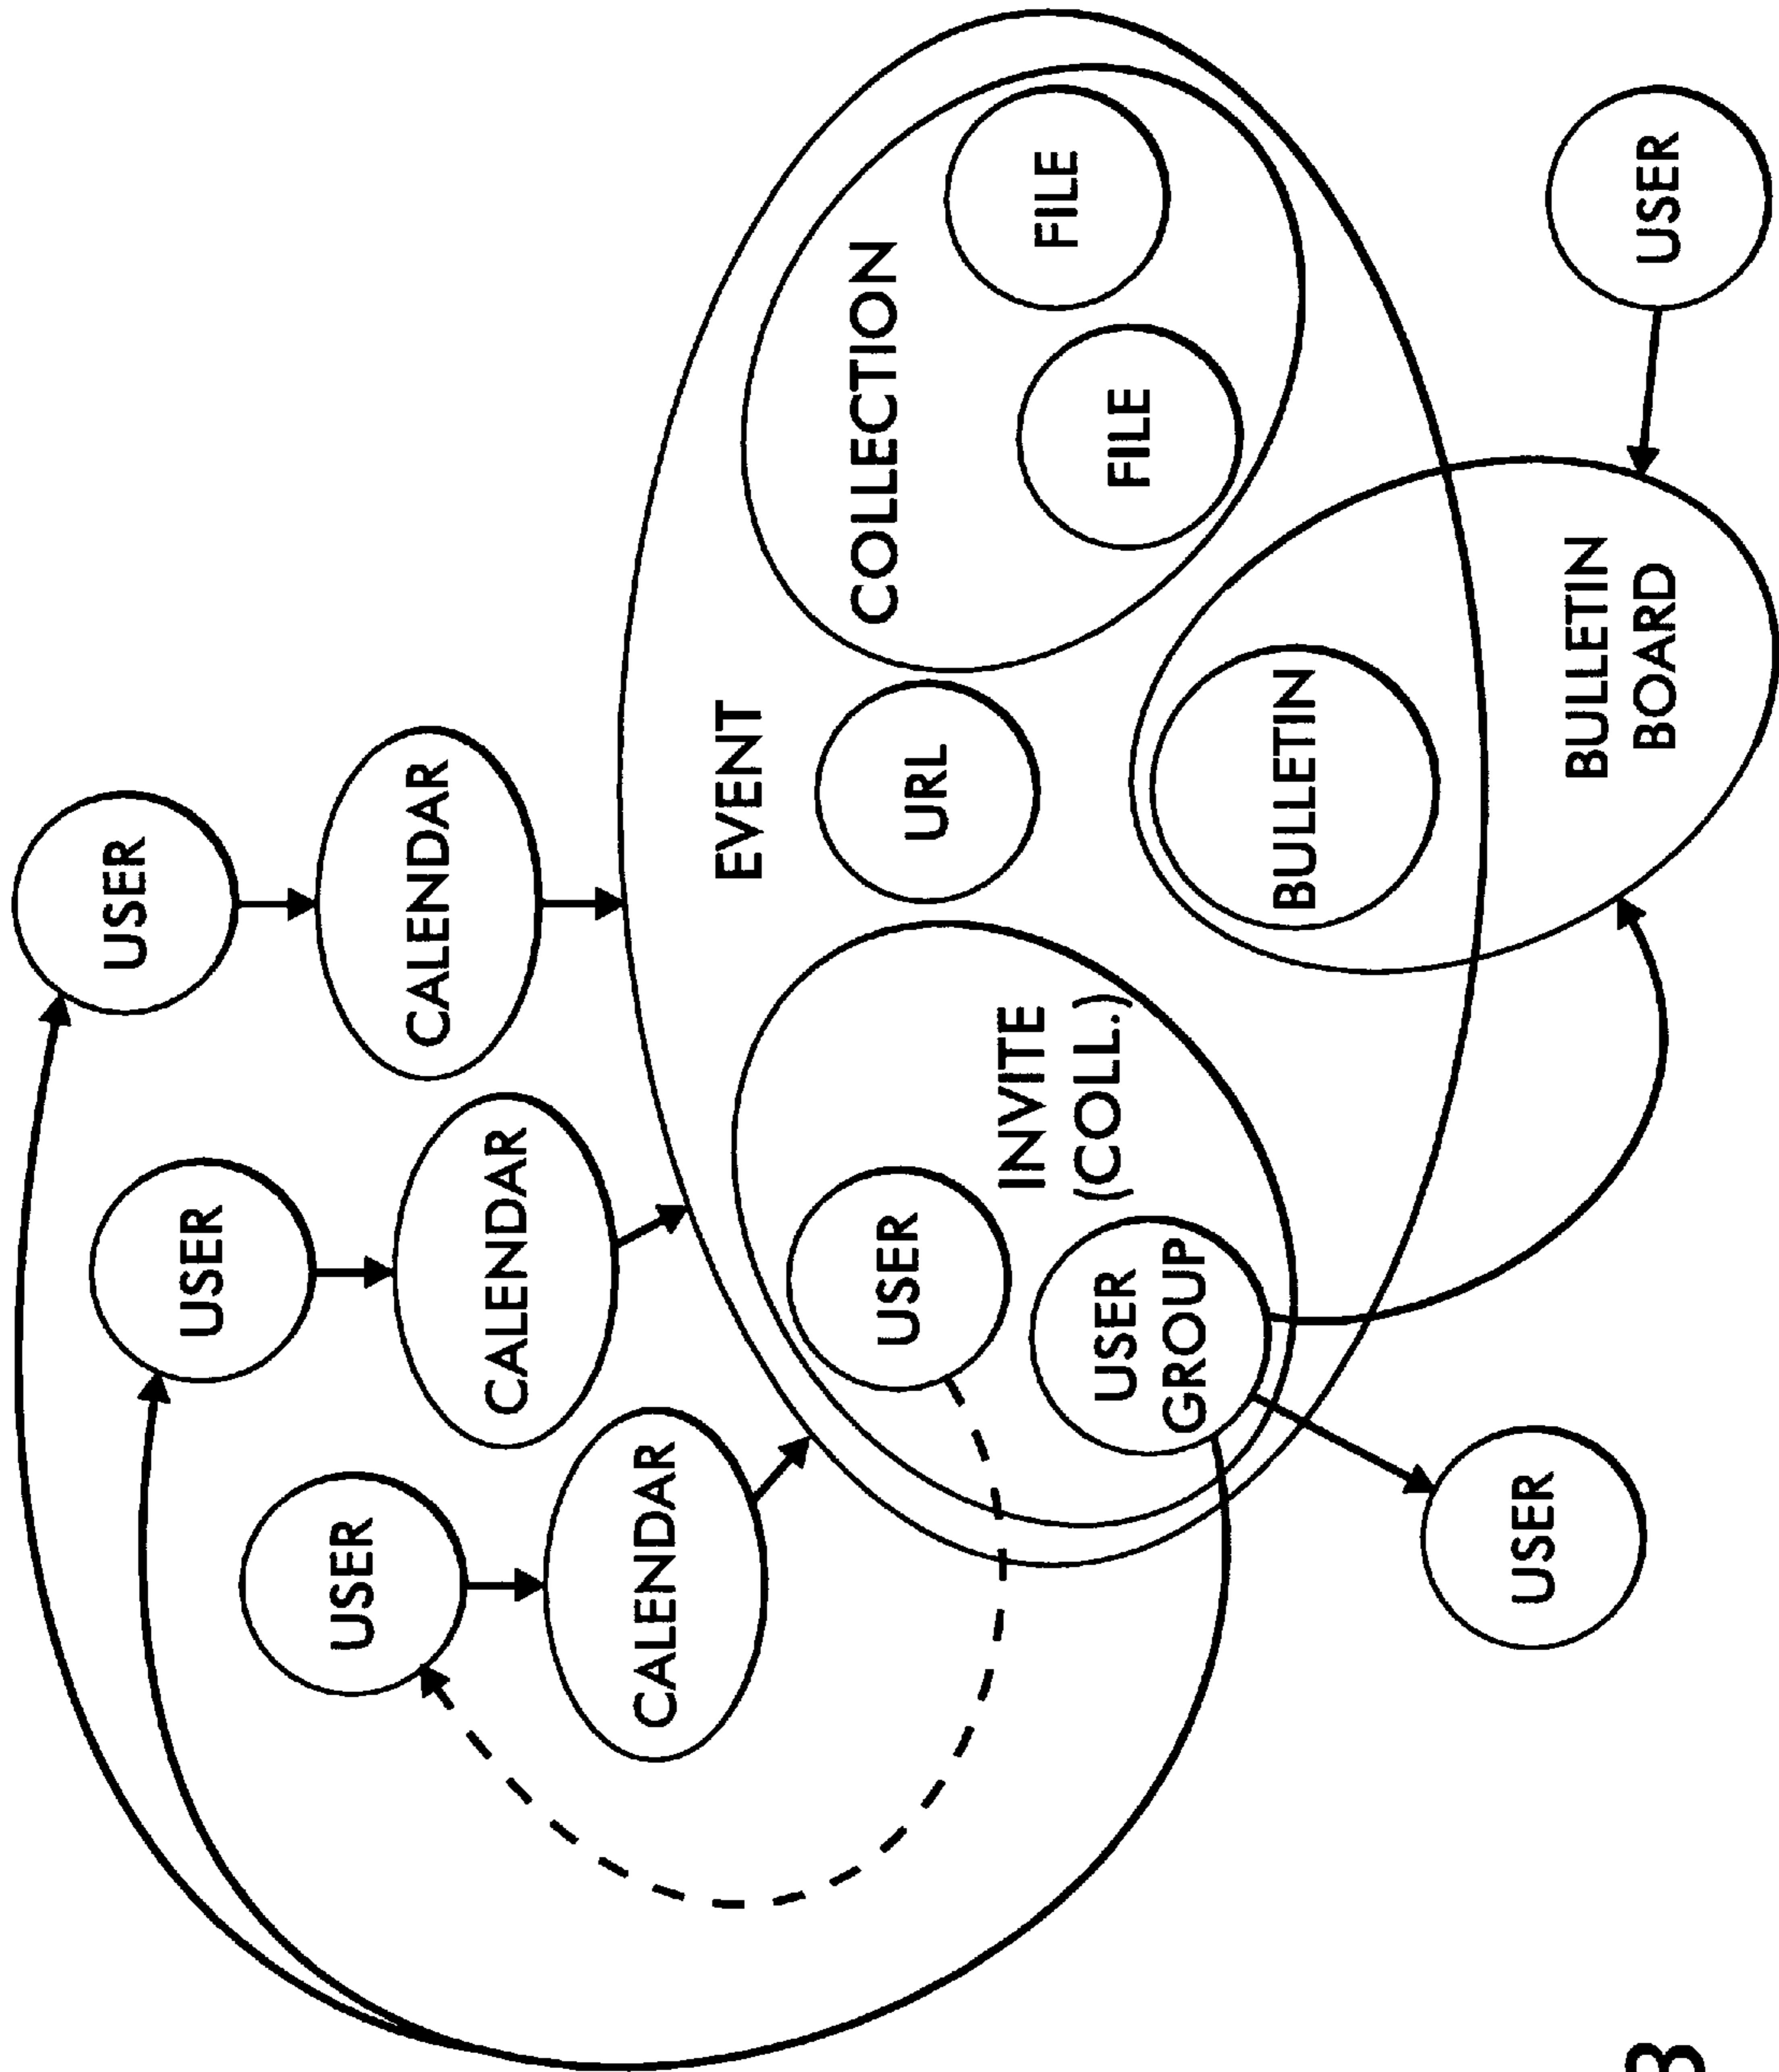 USER
USER
USER
CALENDAR
CALENDAR
CALENDAR
EVENT
COLLECTION
USER
URL
INVITE
(COLL.)
FILE
FILE
USER
GROUP
BULLETIN
USER
BULLETIN
BOARD
USER